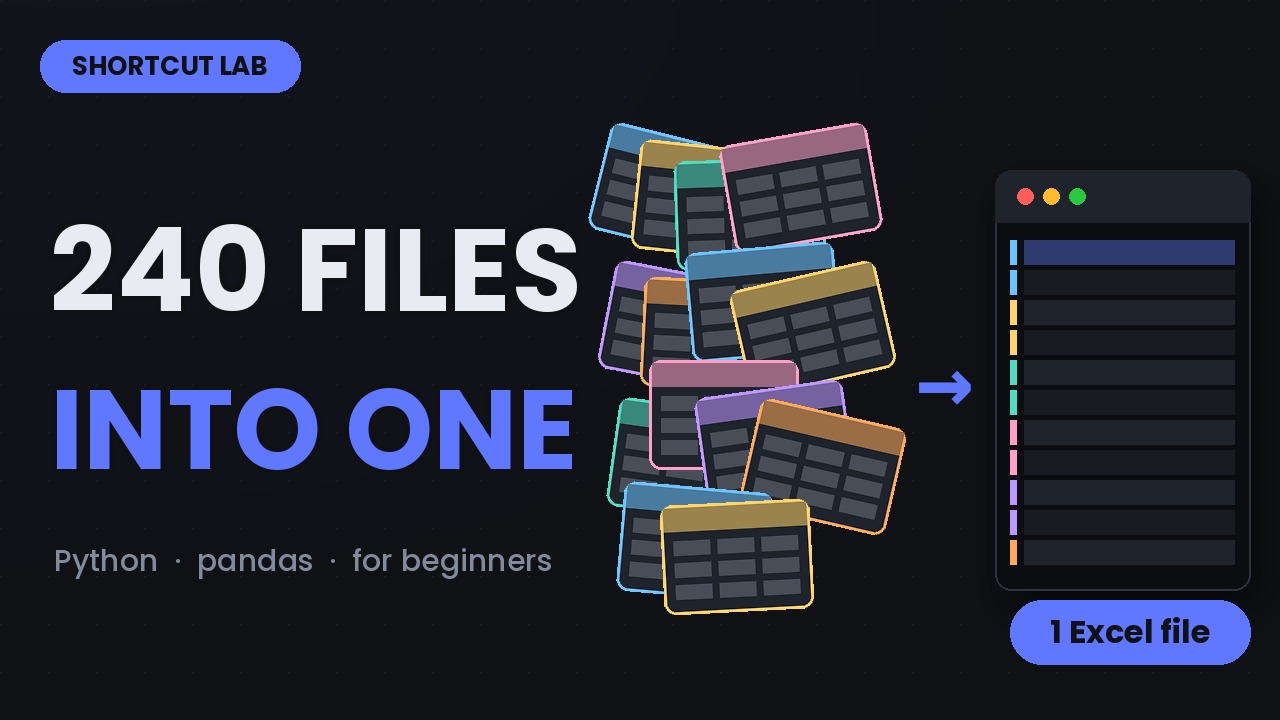 SHORTCUT LAB
240 FILES
INTO ONE
Python · pandas · for beginners
→
1 Excel file